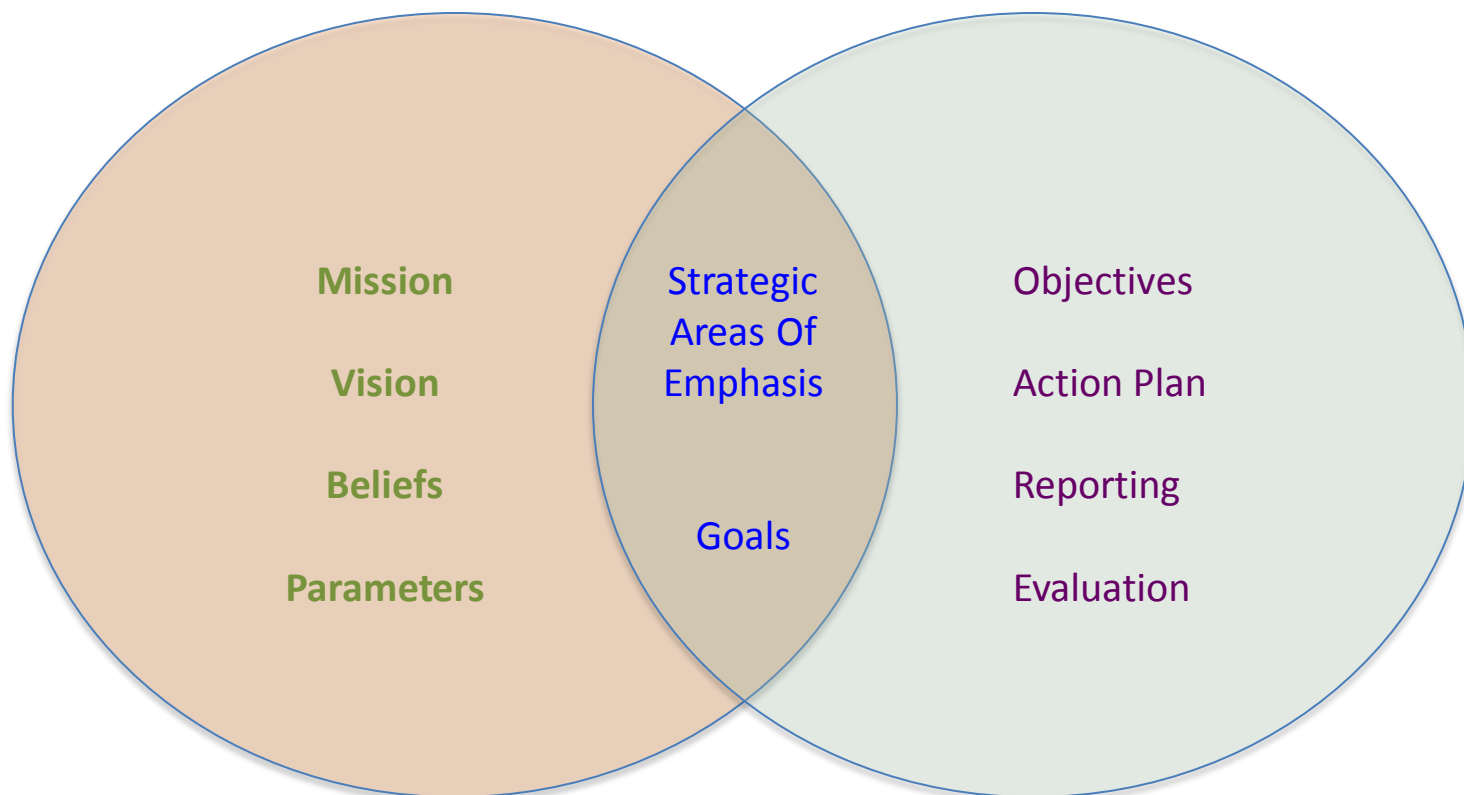 Mission
Vision
Beliefs
Parameters
Strategic
Areas Of
Emphasis
Goals
Objectives
Action Plan
Reporting
Evaluation